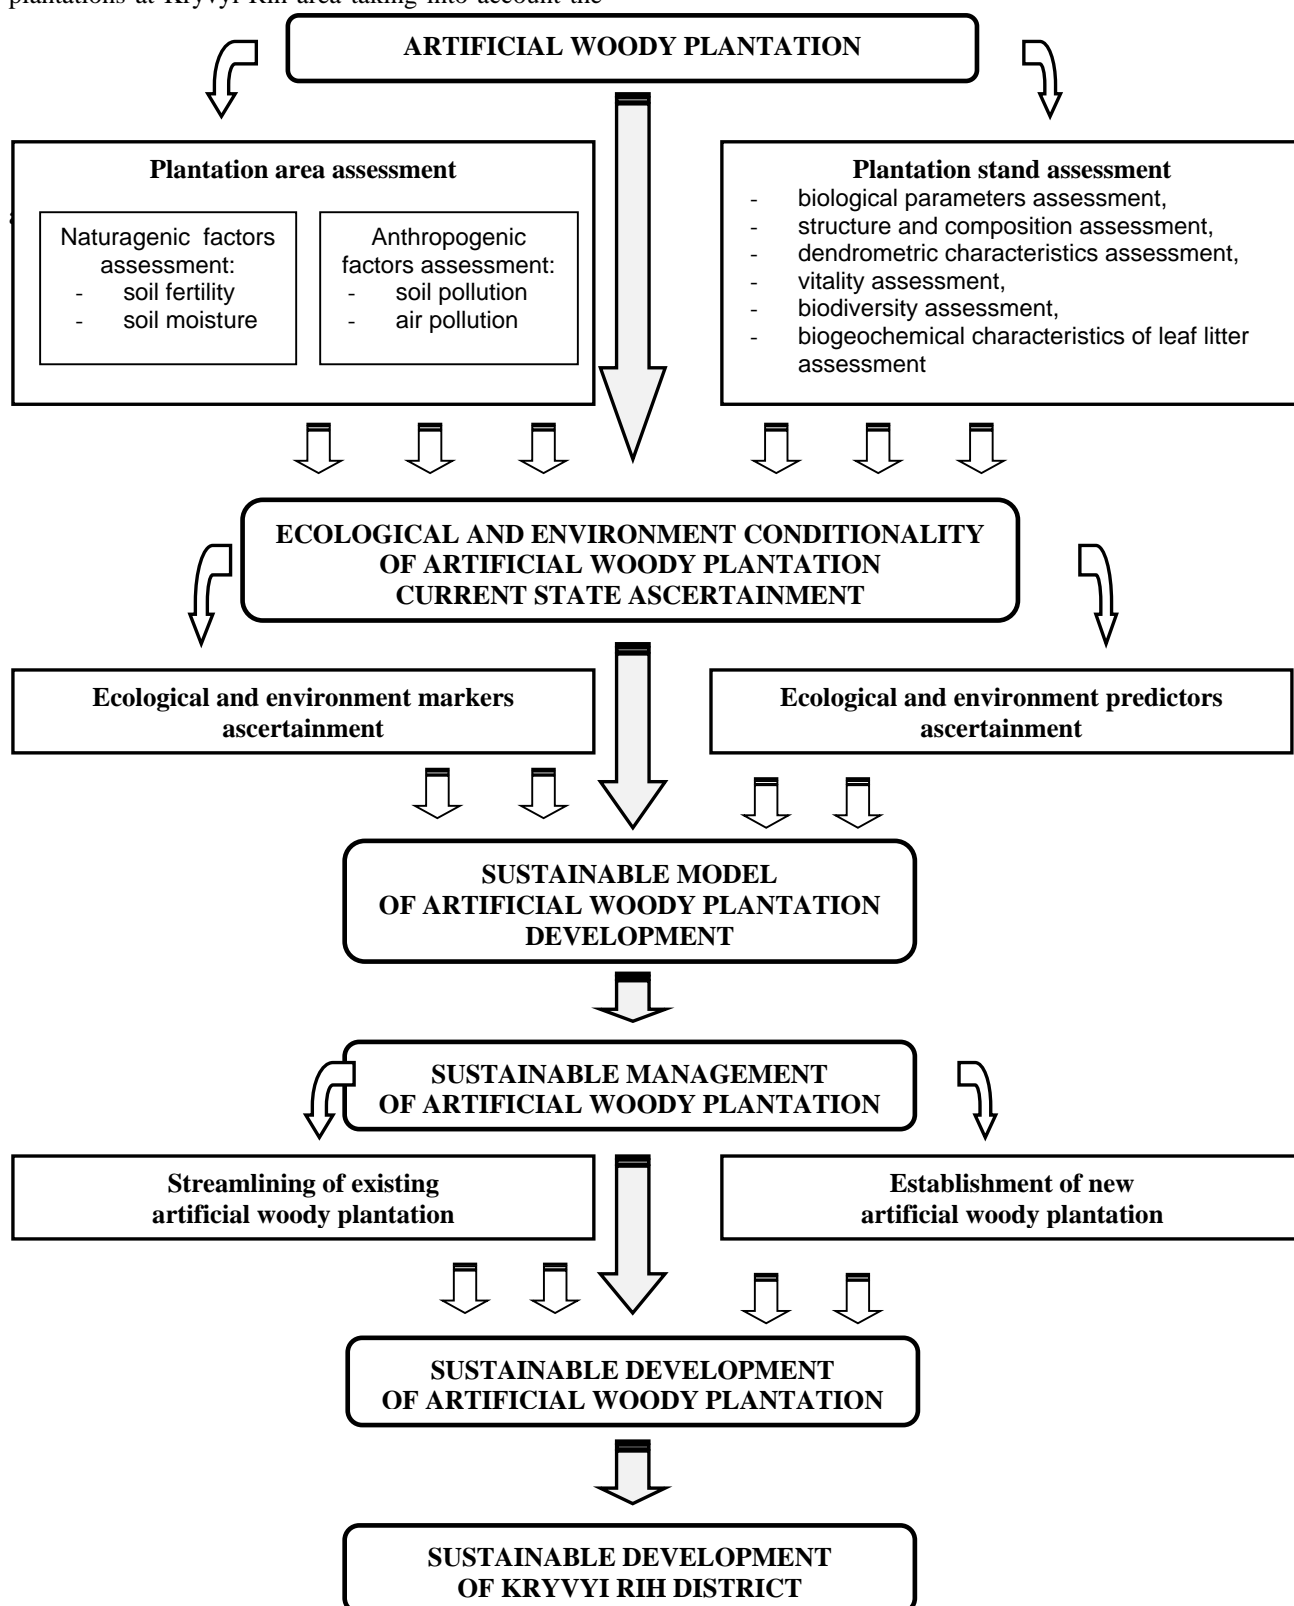 plantations at Kryvyi Rih area taking into account the
ARTIFICIAL WOODY PLANTATION
Plantation area assessment
Naturagenic factors
assessment:
- soil fertility
- soil moisture
Anthropogenic
factors assessment:
- soil pollution
- air pollution
Plantation stand assessment
- biological parameters assessment,
- structure and composition assessment,
- dendrometric characteristics assessment,
- vitality assessment,
- biodiversity assessment,
- biogeochemical characteristics of leaf litter
assessment
ECOLOGICAL AND ENVIRONMENT CONDITIONALITY
OF ARTIFICIAL WOODY PLANTATION
CURRENT STATE ASCERTAINMENT
Ecological and environment markers
ascertainment
Ecological and environment predictors
ascertainment
SUSTAINABLE MODEL
OF ARTIFICIAL WOODY PLANTATION
DEVELOPMENT
SUSTAINABLE MANAGEMENT
OF ARTIFICIAL WOODY PLANTATION
Streamlining of existing
artificial woody plantation
Establishment of new
artificial woody plantation
SUSTAINABLE DEVELOPMENT
OF ARTIFICIAL WOODY PLANTATION
SUSTAINABLE DEVELOPMENT
OF KRYVYI RIH DISTRICT